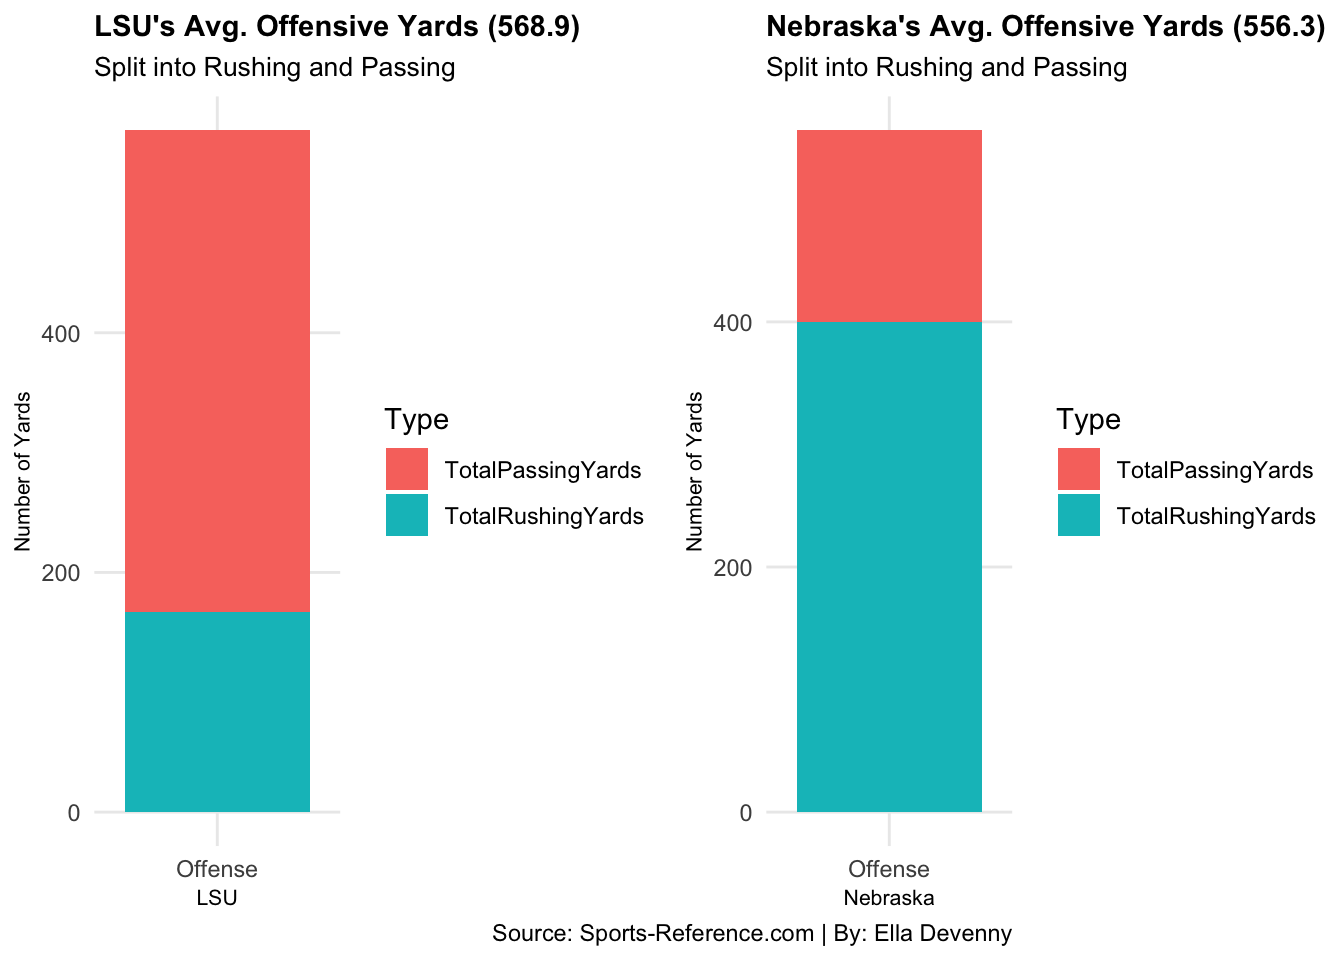 LSU's Avg. Offensive Yards (568.9)
Split into Rushing and Passing
400
200
0
Number of Yards
Offense
LSU
Type
TotalPassingYards
TotalRushingYards
Nebraska's Avg. Offensive Yards (556.3)
Split into Rushing and Passing
400
200
0
Number of Yards
Offense
Nebraska
Type
TotalPassingYards
TotalRushingYards
Source: Sports-Reference.com | By: Ella Devenny